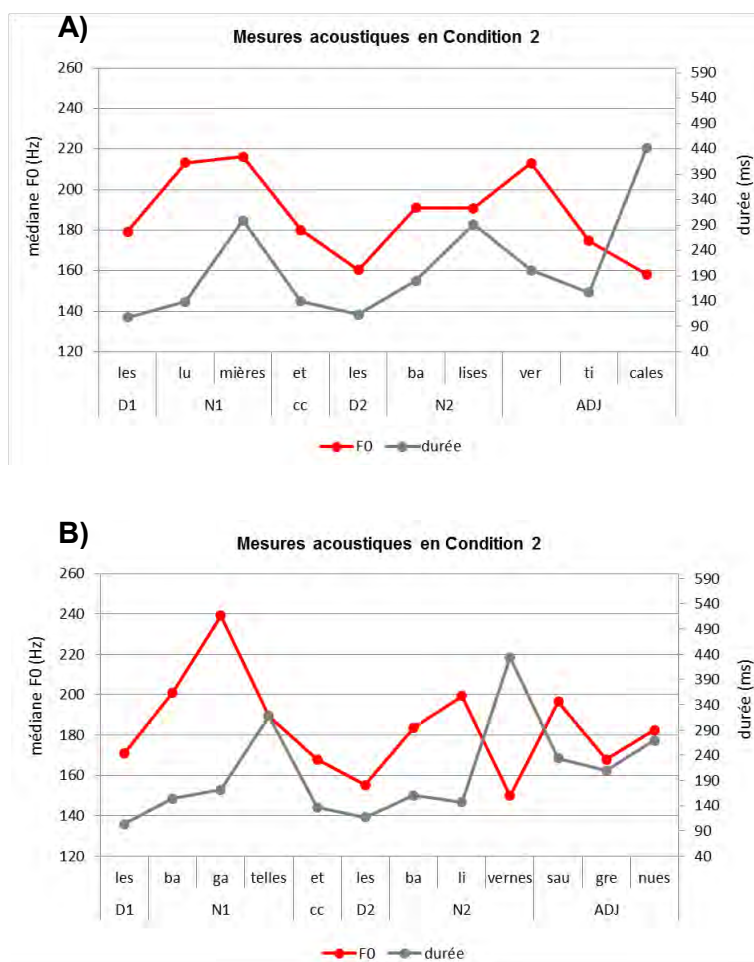 A)
Mesures acoustiques en Condition 2
260
240
220
200
180
160
140
120
médiane F0 (Hz)
590
540
490
440
390
340
290
240
190
140
90
40
durée (ms)
les lu mières et les ba lises ver ti cales
D1 N1 cc D2 N2 ADJ
F0 durée
B)
Mesures acoustiques en Condition 2
260
240
220
200
180
160
140
120
médiane F0 (Hz)
590
540
490
440
390
340
290
240
190
140
90
40
durée (ms)
les ba ga telles et les ba li vernes sau gre nues
D1 N1 cc D2 N2 ADJ
F0 durée